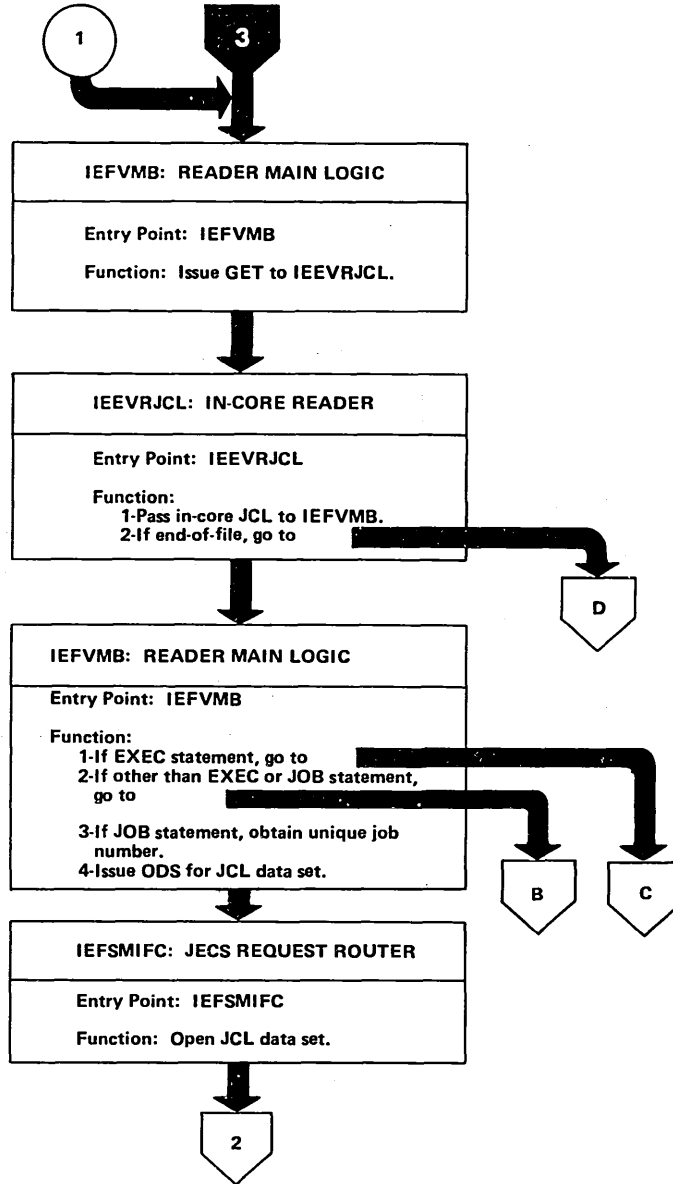 1
3
IEFVMB: READER MAIN LOGIC
Entry Point: IEFVMB
Function: Issue GET to IEEVRJCL.
IEEVRJCL: IN-CORE READER
Entry Point: IEEVRJCL
Function:
1-Pass in-core JCL to IEFVMB.
2-If end-of-file, go to
D
IEFVMB: READER MAIN LOGIC
Entry Point: IEFVMB
Function:
1-If EXEC statement, go to
2-If other than EXEC or JOB statement,
go to
3-If JOB statement, obtain unique job
number.
4-Issue ODS for JCL data set.
B
C
IEFSMIFC: JECS REQUEST ROUTER
Entry Point: IEFSMIFC
Function: Open JCL data set.
2